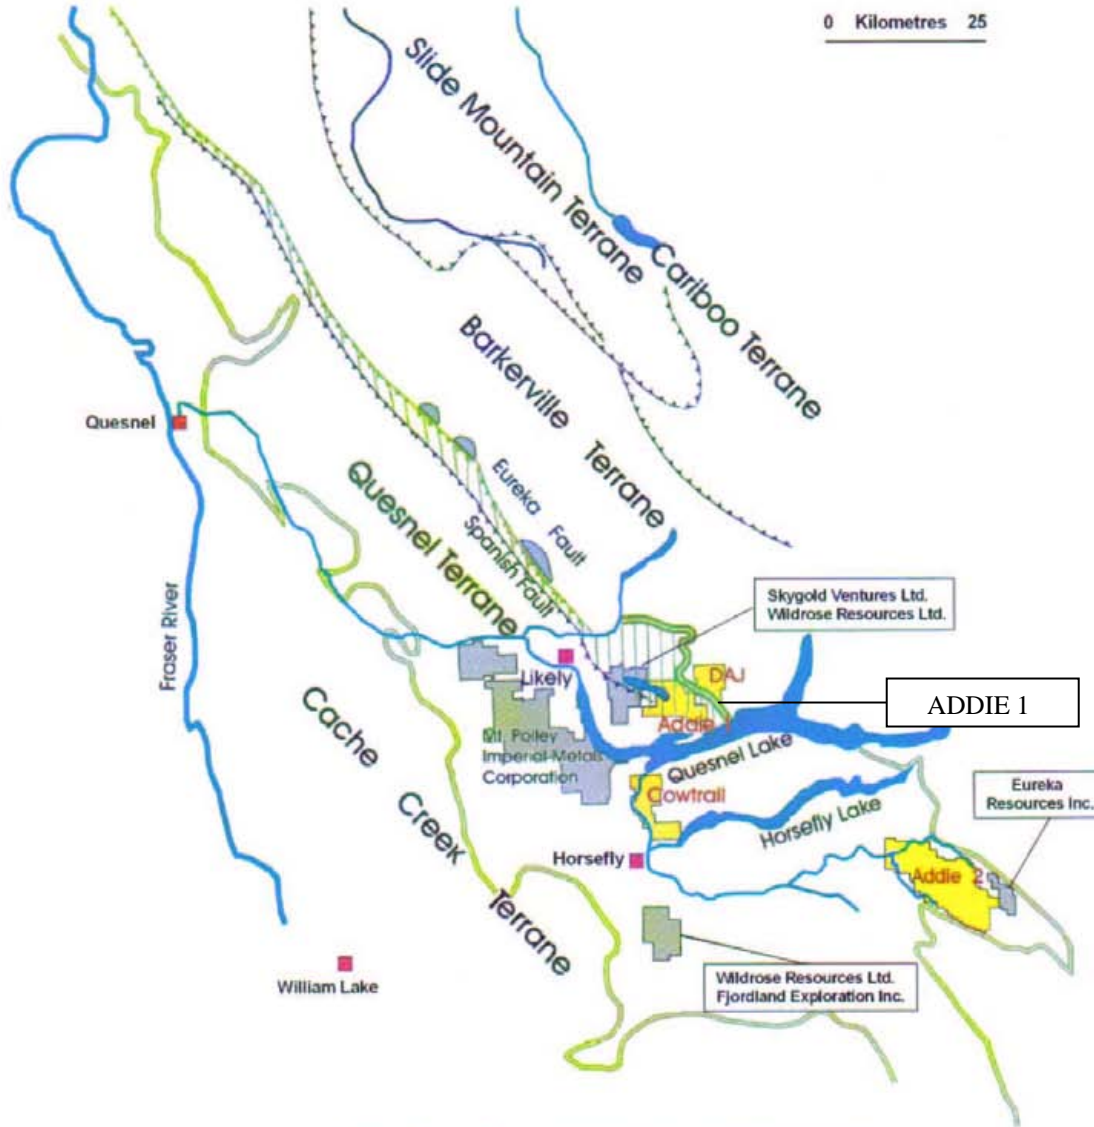 0 Kilometres 25
Slide Mountain Terrane
Cariboo Terrane
Barkerville Terrane
Quesnel
Eureka Fault
Quesnel Terrane
Spanish Fault
Fraser River
Skygold Ventures Ltd.
Wildrose Resources Ltd.
Likely
DAJ
ADDIE 1
Addie 1
Mt. Polley
Imperial Metals
Corporation
Quesnel Lake
Cache Creek Terrane
Cowtrail
Horsefly Lake
Eureka
Resources Inc.
Horsefly
Addie 2
William Lake
Wildrose Resources Ltd.
Fjordland Exploration Inc.